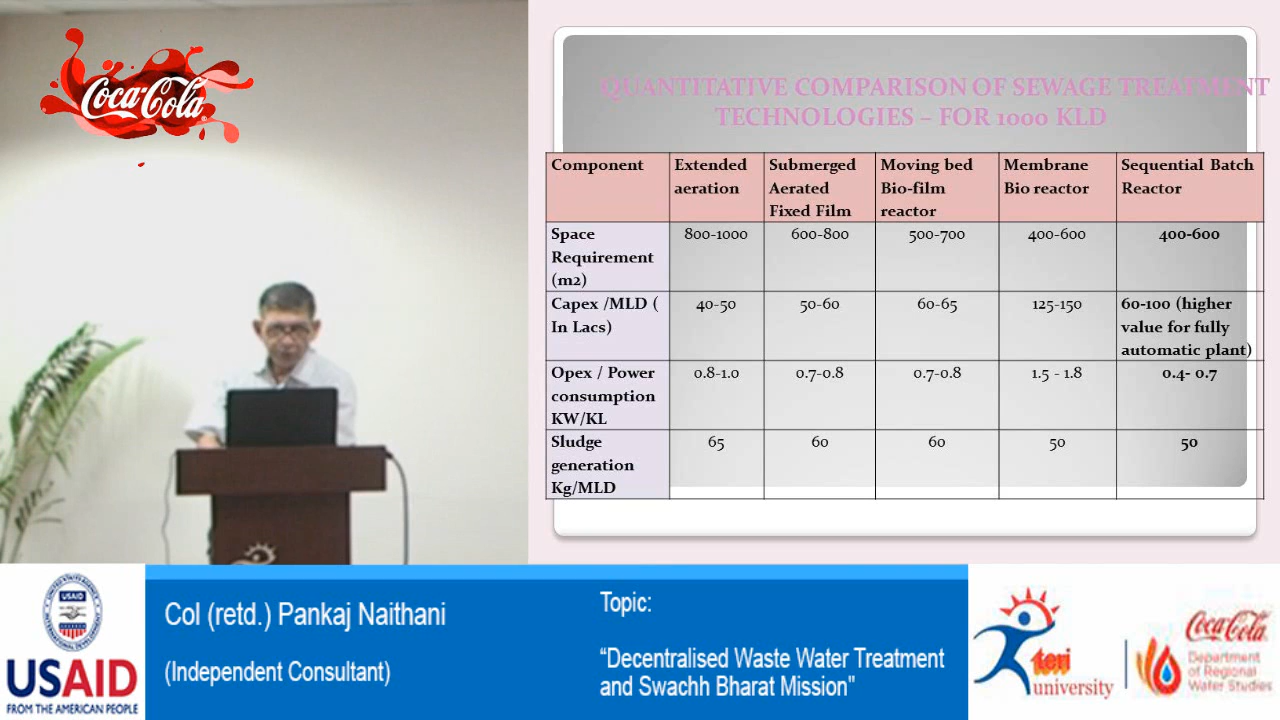 Coca-Cola
QUANTITATIVE COMPARISON OF SEWAGE TREATMENT
TECHNOLOGIES – FOR 1000 KLD
Component
Extended
aeration
Submerged
Aerated
Fixed Film
Moving bed
Bio-film
reactor
Membrane
Bio reactor
Sequential Batch
Reactor
Space
Requirement
(m2)
800-1000
600-800
500-700
400-600
400-600
Capex /MLD (
In Lacs)
40-50
50-60
60-65
125-150
60-100 (higher
value for fully
automatic plant)
Opex / Power
consumption
KW/KL
0.8-1.0
0.7-0.8
0.7-0.8
1.5 - 1.8
0.4- 0.7
Sludge
generation
Kg/MLD
65
60
60
50
50
USAID
USAID
FROM THE AMERICAN PEOPLE
Col (retd.) Pankaj Naithani
(Independent Consultant)
Topic:
“Decentralised Waste Water Treatment
and Swachh Bharat Mission"
teri
university
Coca-Cola
Department
of Regional
Water Studies